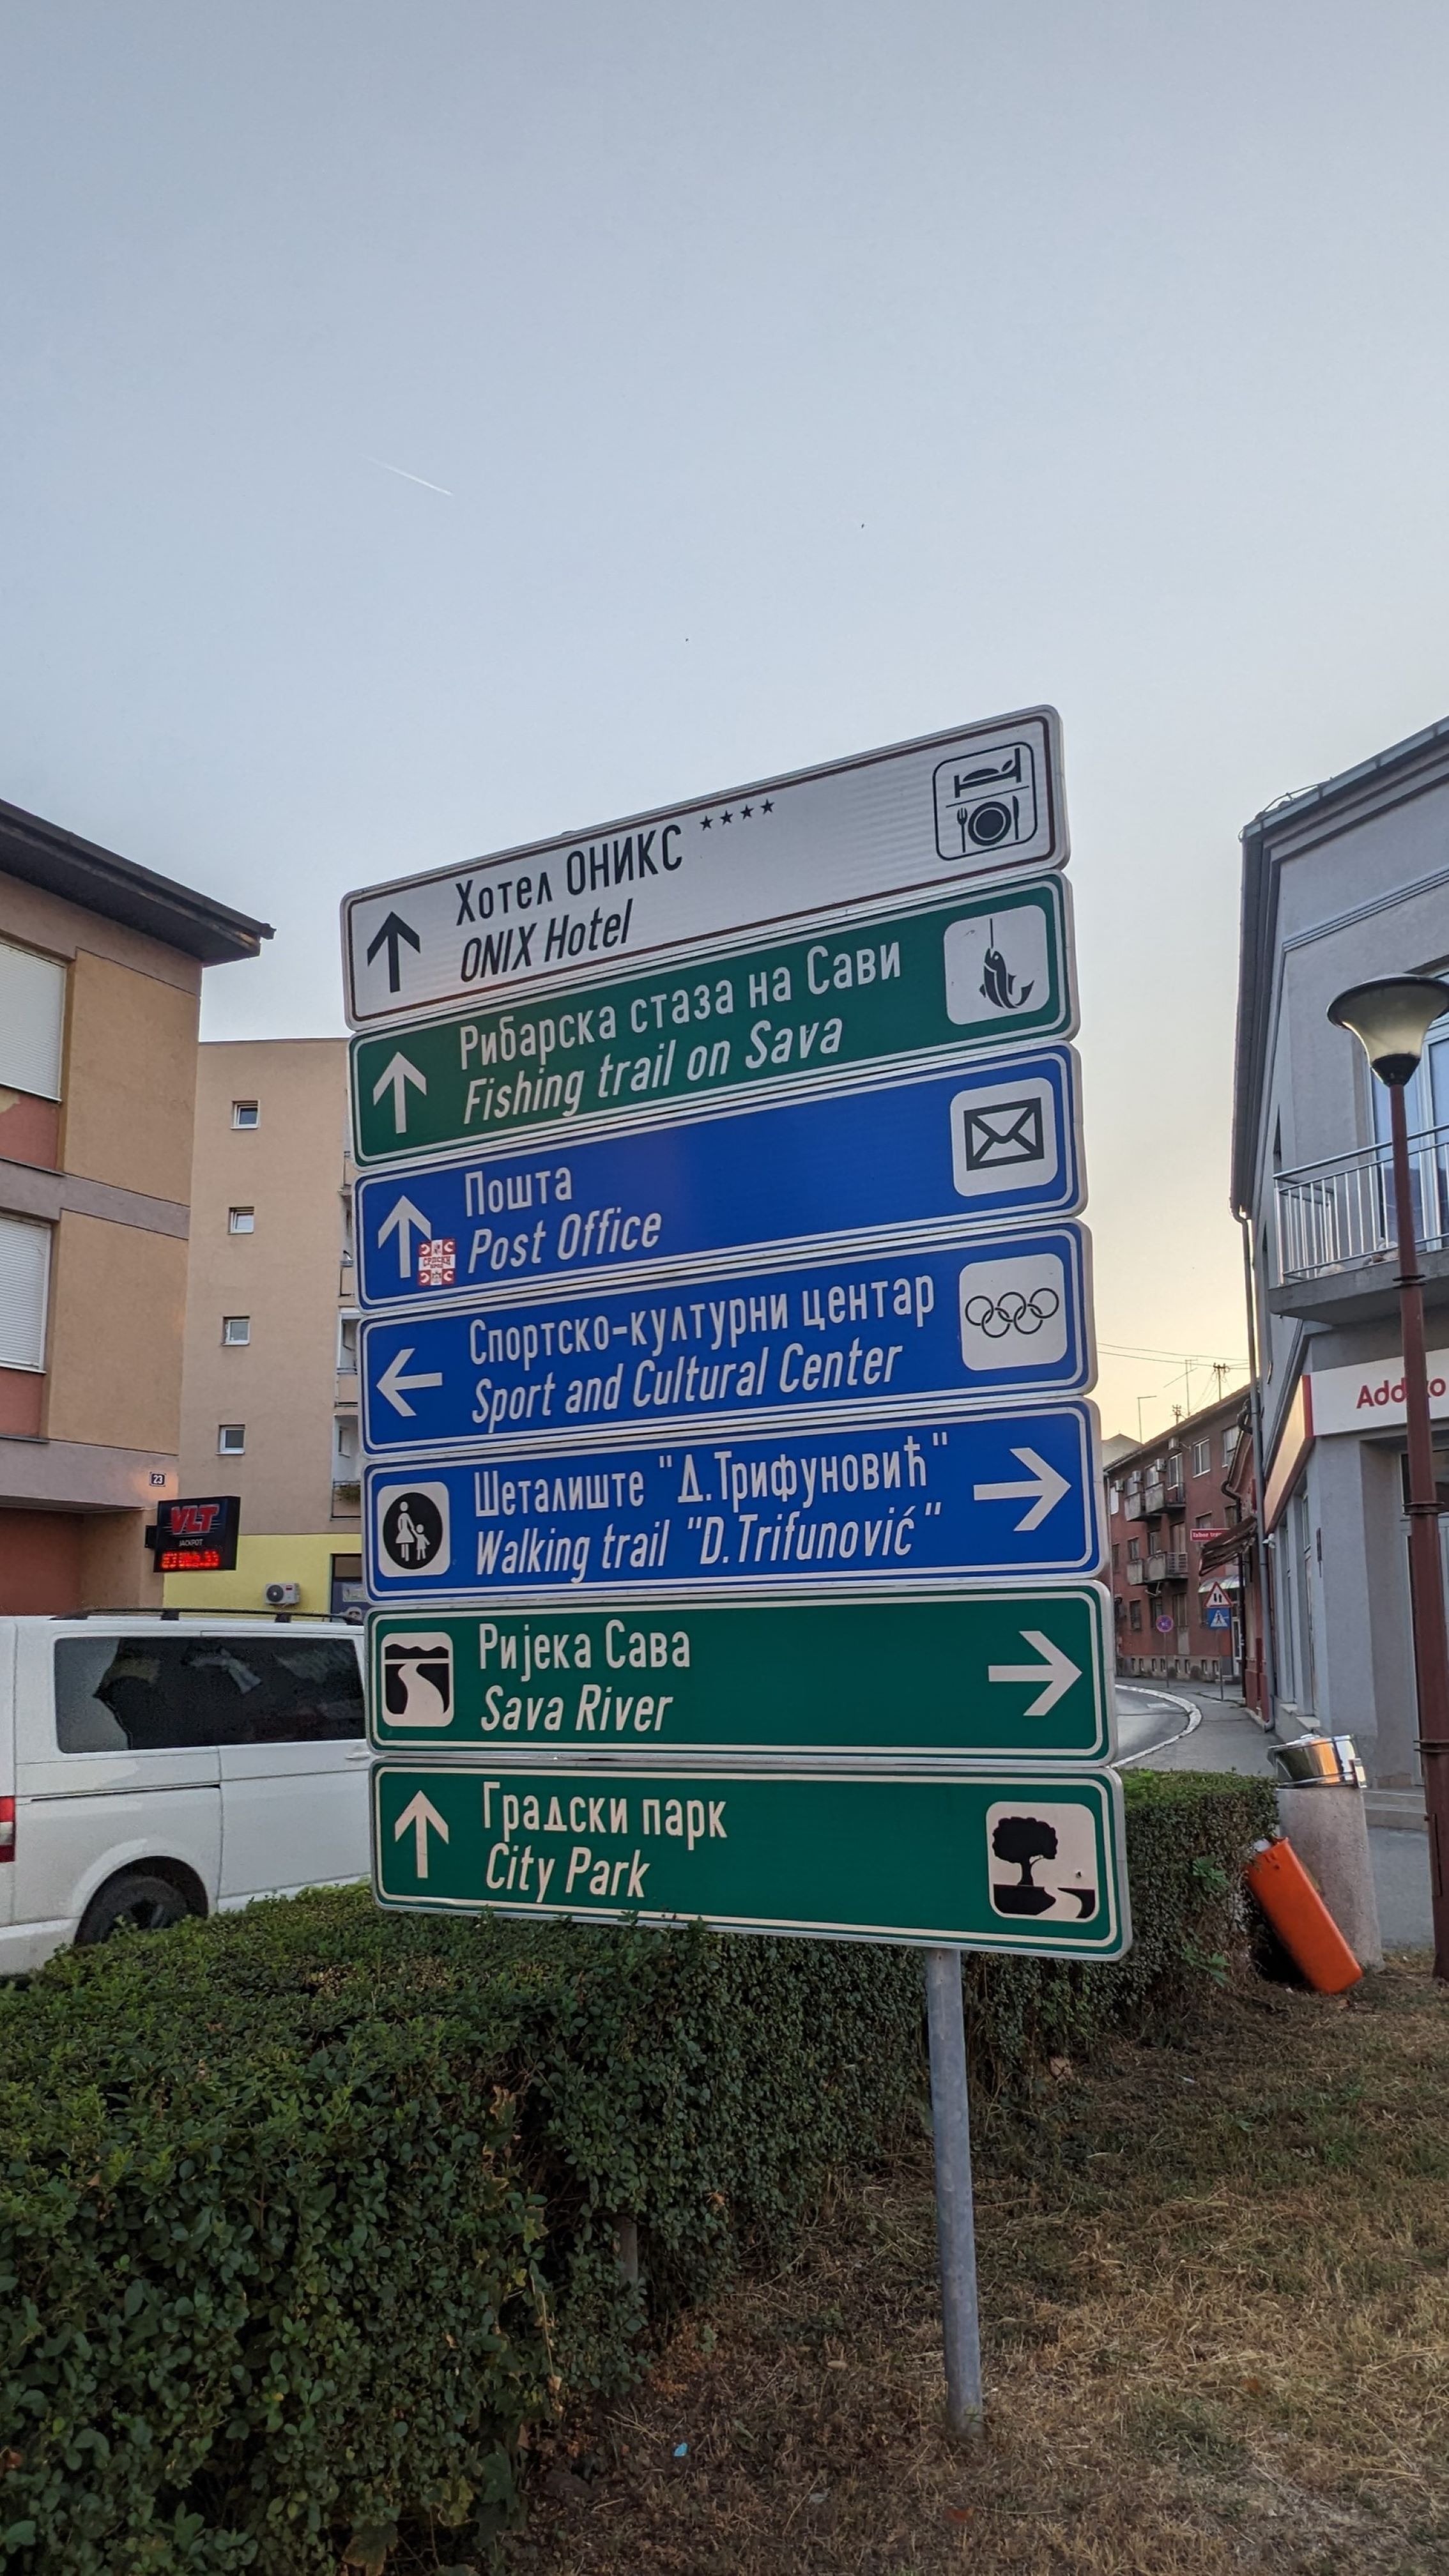 Хотел ОНИКС ****
ONIX Hotel
Рибарска стаза на Сави
Fishing trail on Sava
Пошта
Post Office
Спортско-културни центар
Sport and Cultural Center
Шеталиште "Д.Трифуновић"
Walking trail "D.Trifunović"
Ријека Сава
Sava River
Градски парк
City Park
23
VLT
JACKPOT